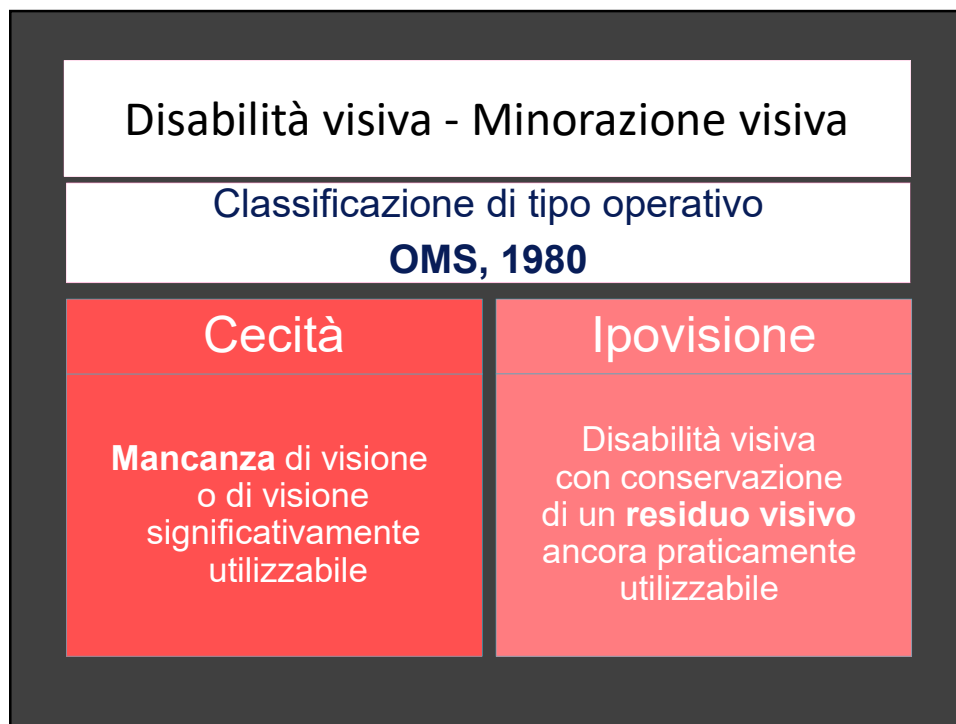 Disabilità visiva - Minorazione visiva
Classificazione di tipo operativo
OMS, 1980
Cecità
Mancanza di visione
o di visione
significativamente
utilizzabile
Ipovisione
Disabilità visiva
con conservazione
di un residuo visivo
ancora praticamente
utilizzabile